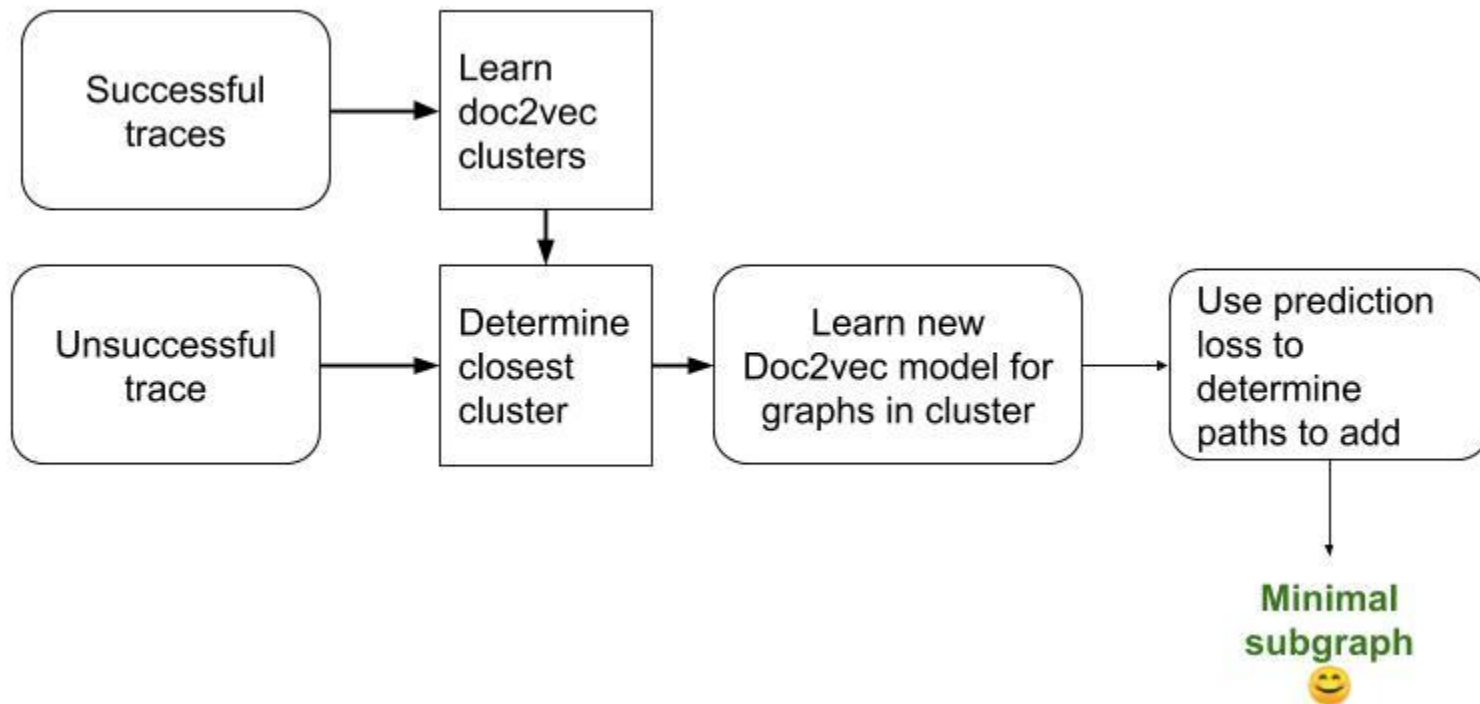 Successful
traces
Learn
doc2vec
clusters
Unsuccessful
trace
Determine
closest
cluster
Learn new
Doc2vec model for
graphs in cluster
Use prediction
loss to
determine
paths to add
Minimal
subgraph
😊